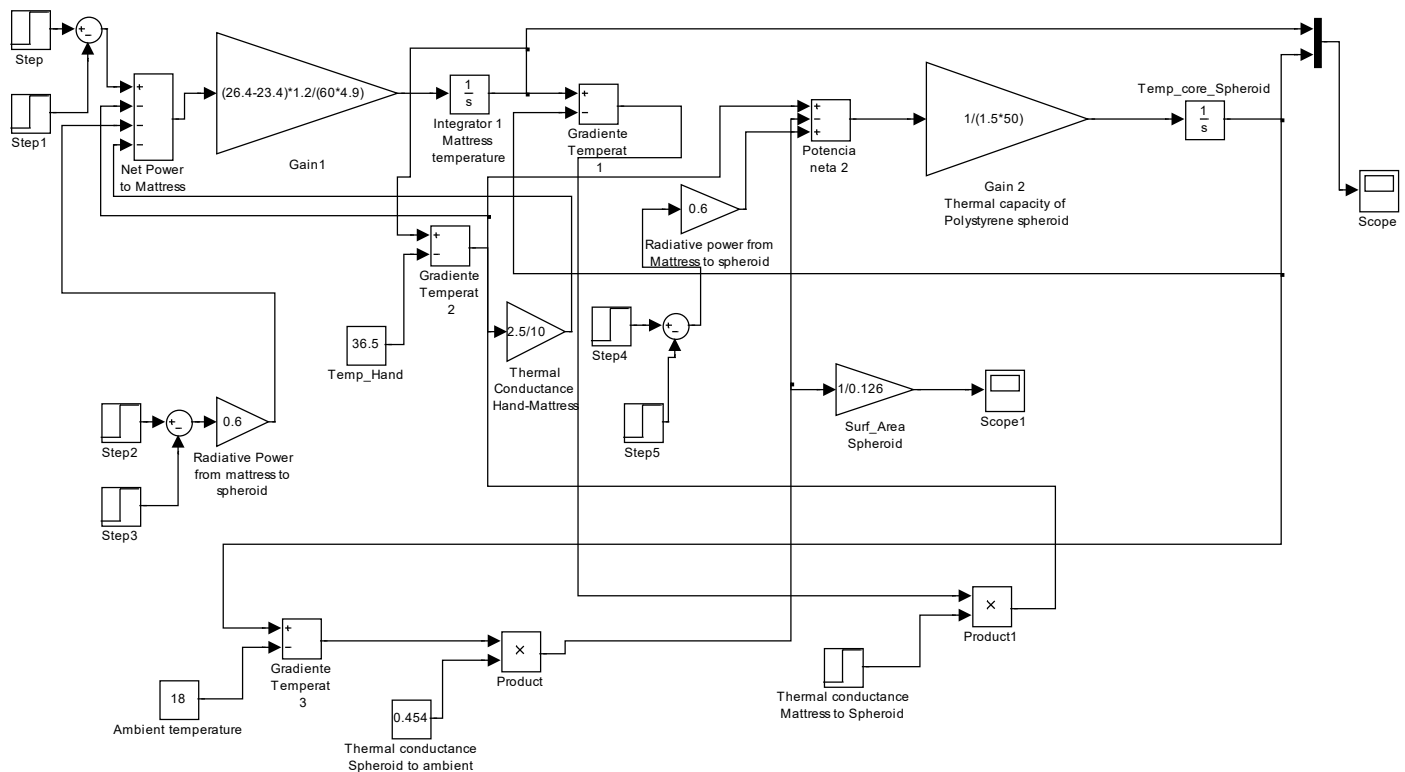 Step
Step1
+
−
+
−
−
−
Net Power
to Mattress
(26.4-23.4)*1.2/(60*4.9)
Gain1
1
s
Integrator 1
Mattress
temperature
+
−
Gradiente
Temperat
1
+
−
+
Potencia
neta 2
1/(1.5*50)
Gain 2
Thermal capacity of
Polystyrene spheroid
Temp_core_Spheroid
1
s
Scope
0.6
Radiative power from
Mattress to spheroid
+
−
Gradiente
Temperat
2
36.5
Temp_Hand
2.5/10
Thermal
Conductance
Hand-Mattress
Step4
+
−
Step5
1/0.126
Surf_Area
Spheroid
Scope1
Step2
+
−
0.6
Radiative Power
from mattress to
spheroid
Step3
×
Product1
Thermal conductance
Mattress to Spheroid
+
−
Gradiente
Temperat
3
18
Ambient temperature
×
Product
0.454
Thermal conductance
Spheroid to ambient